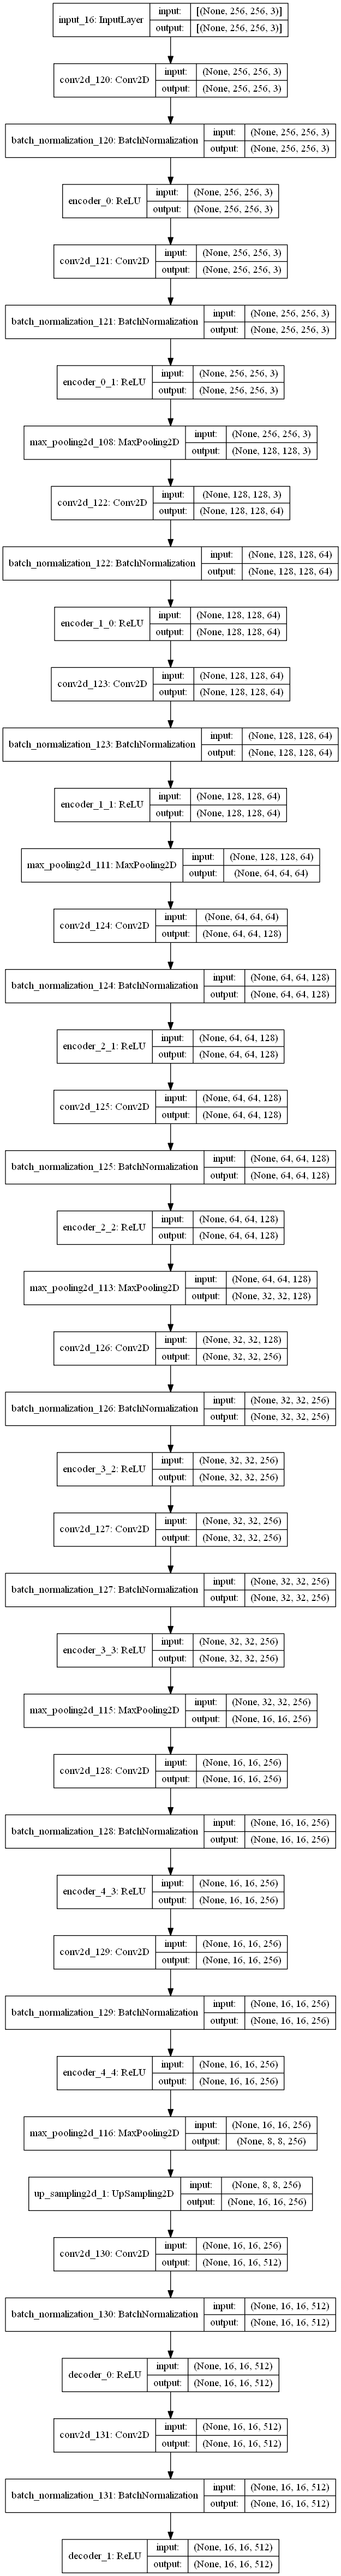 input_16: InputLayer input: [(None, 256, 256, 3)]
output: [(None, 256, 256, 3)]
conv2d_120: Conv2D input: (None, 256, 256, 3)
output: (None, 256, 256, 3)
batch_normalization_120: BatchNormalization input: (None, 256, 256, 3)
output: (None, 256, 256, 3)
encoder_0: ReLU input: (None, 256, 256, 3)
output: (None, 256, 256, 3)
conv2d_121: Conv2D input: (None, 256, 256, 3)
output: (None, 256, 256, 3)
batch_normalization_121: BatchNormalization input: (None, 256, 256, 3)
output: (None, 256, 256, 3)
encoder_0_1: ReLU input: (None, 256, 256, 3)
output: (None, 256, 256, 3)
max_pooling2d_108: MaxPooling2D input: (None, 256, 256, 3)
output: (None, 128, 128, 3)
conv2d_122: Conv2D input: (None, 128, 128, 3)
output: (None, 128, 128, 64)
batch_normalization_122: BatchNormalization input: (None, 128, 128, 64)
output: (None, 128, 128, 64)
encoder_1_0: ReLU input: (None, 128, 128, 64)
output: (None, 128, 128, 64)
conv2d_123: Conv2D input: (None, 128, 128, 64)
output: (None, 128, 128, 64)
batch_normalization_123: BatchNormalization input: (None, 128, 128, 64)
output: (None, 128, 128, 64)
encoder_1_1: ReLU input: (None, 128, 128, 64)
output: (None, 128, 128, 64)
max_pooling2d_111: MaxPooling2D input: (None, 128, 128, 64)
output: (None, 64, 64, 64)
conv2d_124: Conv2D input: (None, 64, 64, 64)
output: (None, 64, 64, 128)
batch_normalization_124: BatchNormalization input: (None, 64, 64, 128)
output: (None, 64, 64, 128)
encoder_2_1: ReLU input: (None, 64, 64, 128)
output: (None, 64, 64, 128)
conv2d_125: Conv2D input: (None, 64, 64, 128)
output: (None, 64, 64, 128)
batch_normalization_125: BatchNormalization input: (None, 64, 64, 128)
output: (None, 64, 64, 128)
encoder_2_2: ReLU input: (None, 64, 64, 128)
output: (None, 64, 64, 128)
max_pooling2d_113: MaxPooling2D input: (None, 64, 64, 128)
output: (None, 32, 32, 128)
conv2d_126: Conv2D input: (None, 32, 32, 128)
output: (None, 32, 32, 256)
batch_normalization_126: BatchNormalization input: (None, 32, 32, 256)
output: (None, 32, 32, 256)
encoder_3_2: ReLU input: (None, 32, 32, 256)
output: (None, 32, 32, 256)
conv2d_127: Conv2D input: (None, 32, 32, 256)
output: (None, 32, 32, 256)
batch_normalization_127: BatchNormalization input: (None, 32, 32, 256)
output: (None, 32, 32, 256)
encoder_3_3: ReLU input: (None, 32, 32, 256)
output: (None, 32, 32, 256)
max_pooling2d_115: MaxPooling2D input: (None, 32, 32, 256)
output: (None, 16, 16, 256)
conv2d_128: Conv2D input: (None, 16, 16, 256)
output: (None, 16, 16, 256)
batch_normalization_128: BatchNormalization input: (None, 16, 16, 256)
output: (None, 16, 16, 256)
encoder_4_3: ReLU input: (None, 16, 16, 256)
output: (None, 16, 16, 256)
conv2d_129: Conv2D input: (None, 16, 16, 256)
output: (None, 16, 16, 256)
batch_normalization_129: BatchNormalization input: (None, 16, 16, 256)
output: (None, 16, 16, 256)
encoder_4_4: ReLU input: (None, 16, 16, 256)
output: (None, 16, 16, 256)
max_pooling2d_116: MaxPooling2D input: (None, 16, 16, 256)
output: (None, 8, 8, 256)
up_sampling2d_1: UpSampling2D input: (None, 8, 8, 256)
output: (None, 16, 16, 256)
conv2d_130: Conv2D input: (None, 16, 16, 256)
output: (None, 16, 16, 512)
batch_normalization_130: BatchNormalization input: (None, 16, 16, 512)
output: (None, 16, 16, 512)
decoder_0: ReLU input: (None, 16, 16, 512)
output: (None, 16, 16, 512)
conv2d_131: Conv2D input: (None, 16, 16, 512)
output: (None, 16, 16, 512)
batch_normalization_131: BatchNormalization input: (None, 16, 16, 512)
output: (None, 16, 16, 512)
decoder_1: ReLU input: (None, 16, 16, 512)
output: (None, 16, 16, 512)